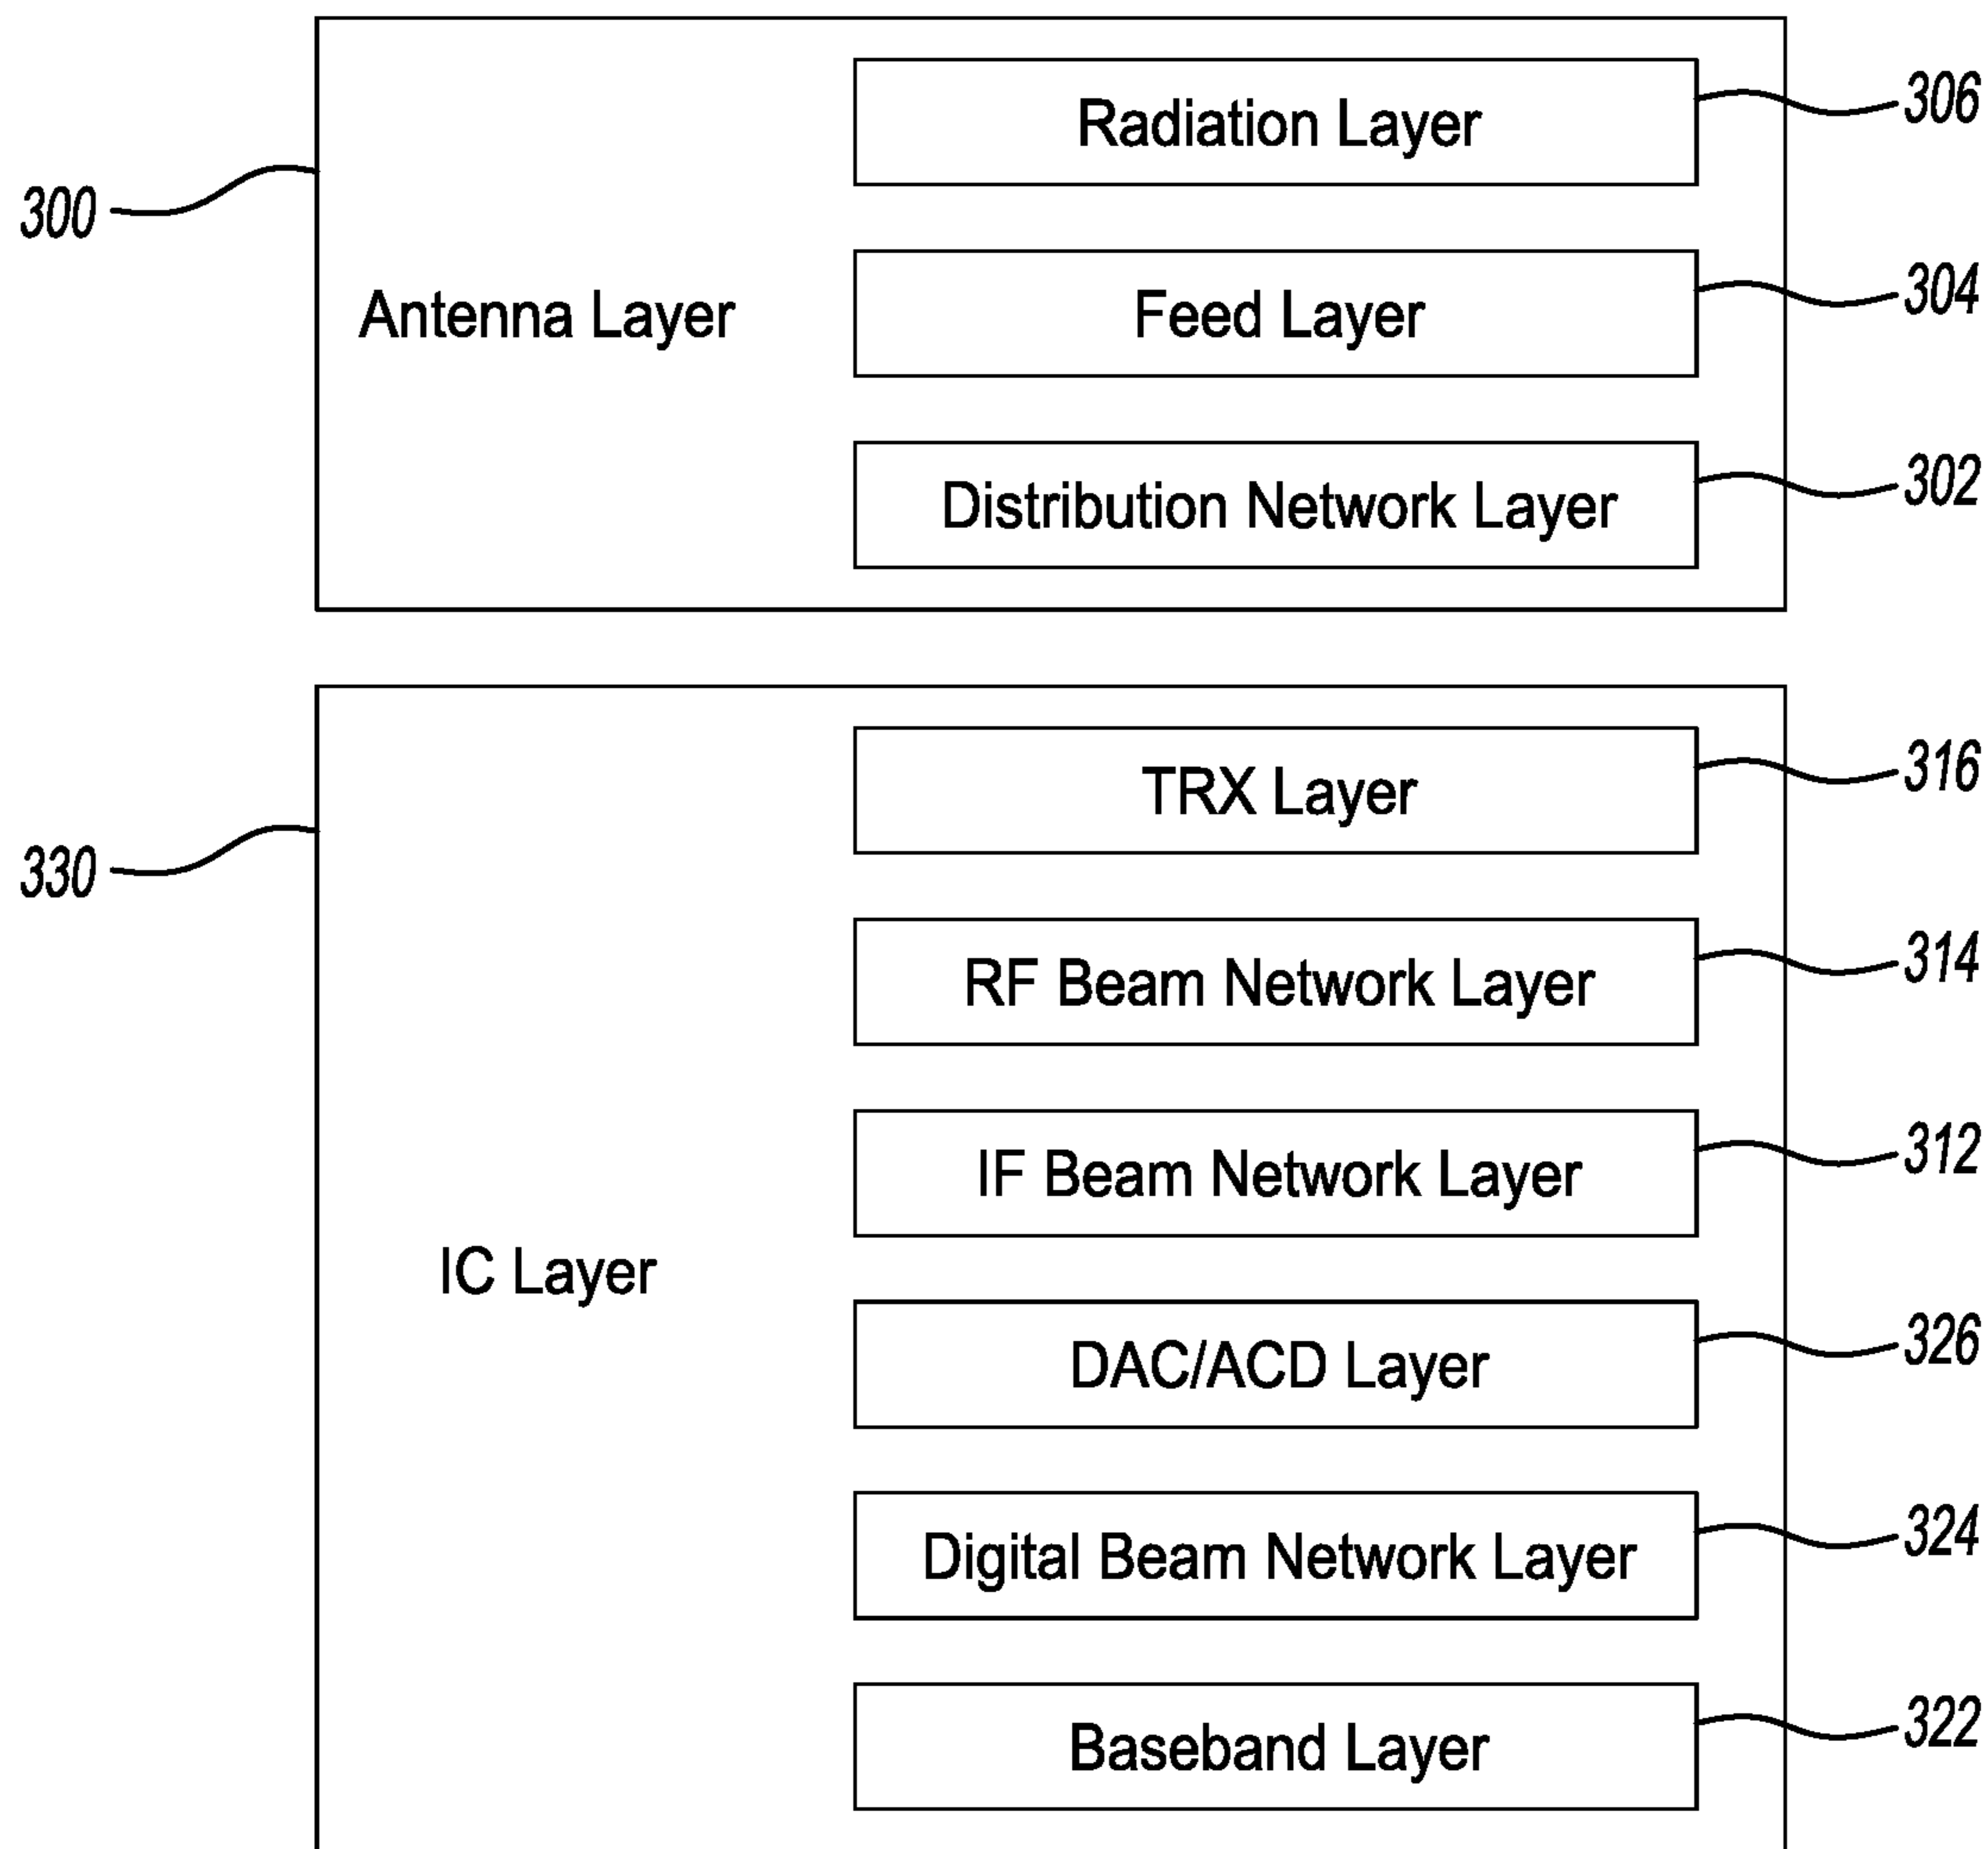 Radiation Layer
306
300
Antenna Layer
Feed Layer
304
Distribution Network Layer
302
TRX Layer
316
330
RF Beam Network Layer
314
IF Beam Network Layer
312
IC Layer
DAC/ACD Layer
326
Digital Beam Network Layer
324
Baseband Layer
322